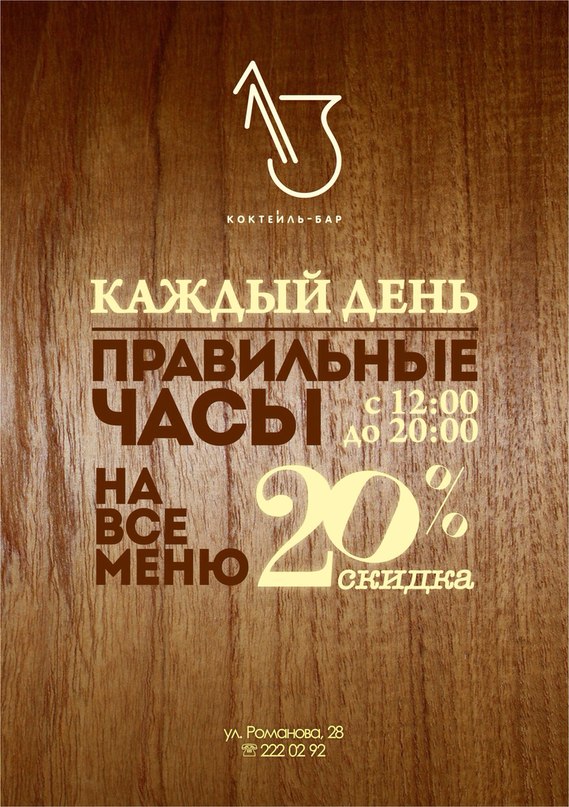 КОКТЕЙЛЬ-БАР
КАЖДЫЙ ДЕНЬ
ПРАВИЛЬНЫЕ
ЧАСЫ
с 12:00
до 20:00
НА
ВСЕ
МЕНЮ
20%
скидка
ул. Романова, 28
☏ 222 02 92